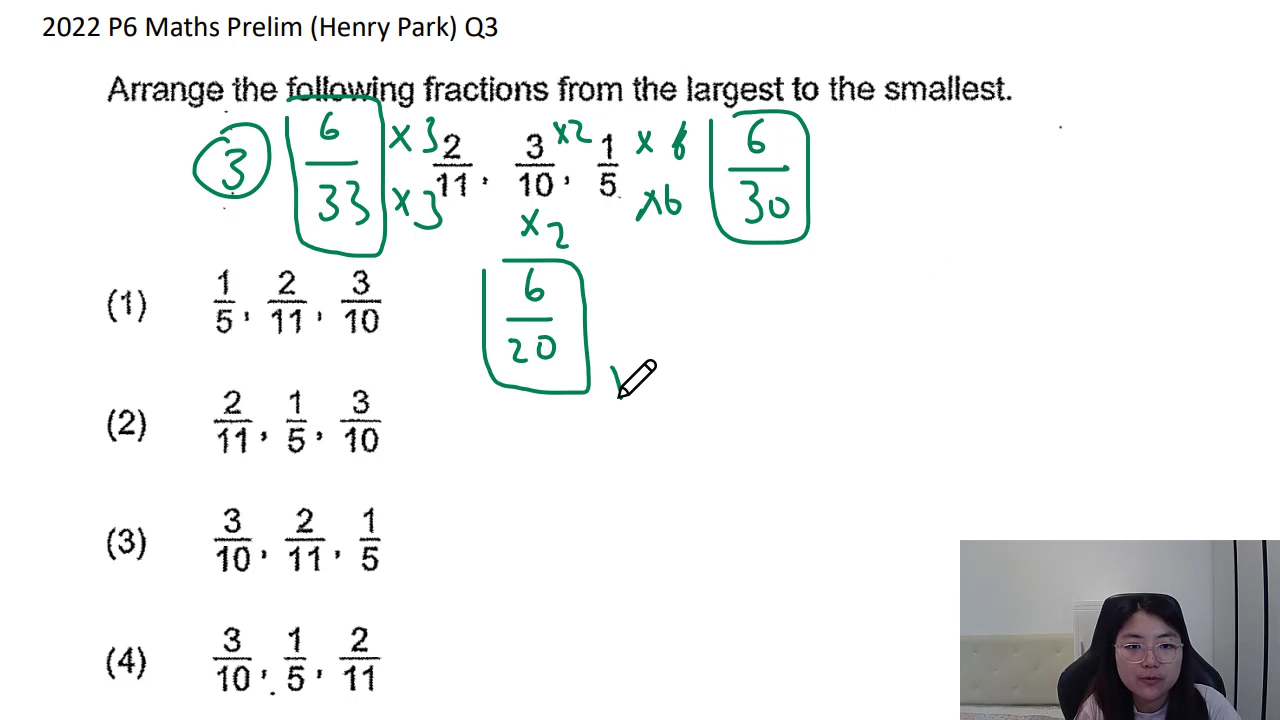 2022 P6 Maths Prelim (Henry Park) Q3
Arrange the following fractions from the largest to the smallest.
3 6/33 ×3 ×3 2/11, 3/10 ×2 ×2 1/5 ×6 ×6 6/30
6/20
(1) 1/5, 2/11, 3/10
(2) 2/11, 1/5, 3/10
(3) 3/10, 2/11, 1/5
(4) 3/10, 1/5, 2/11